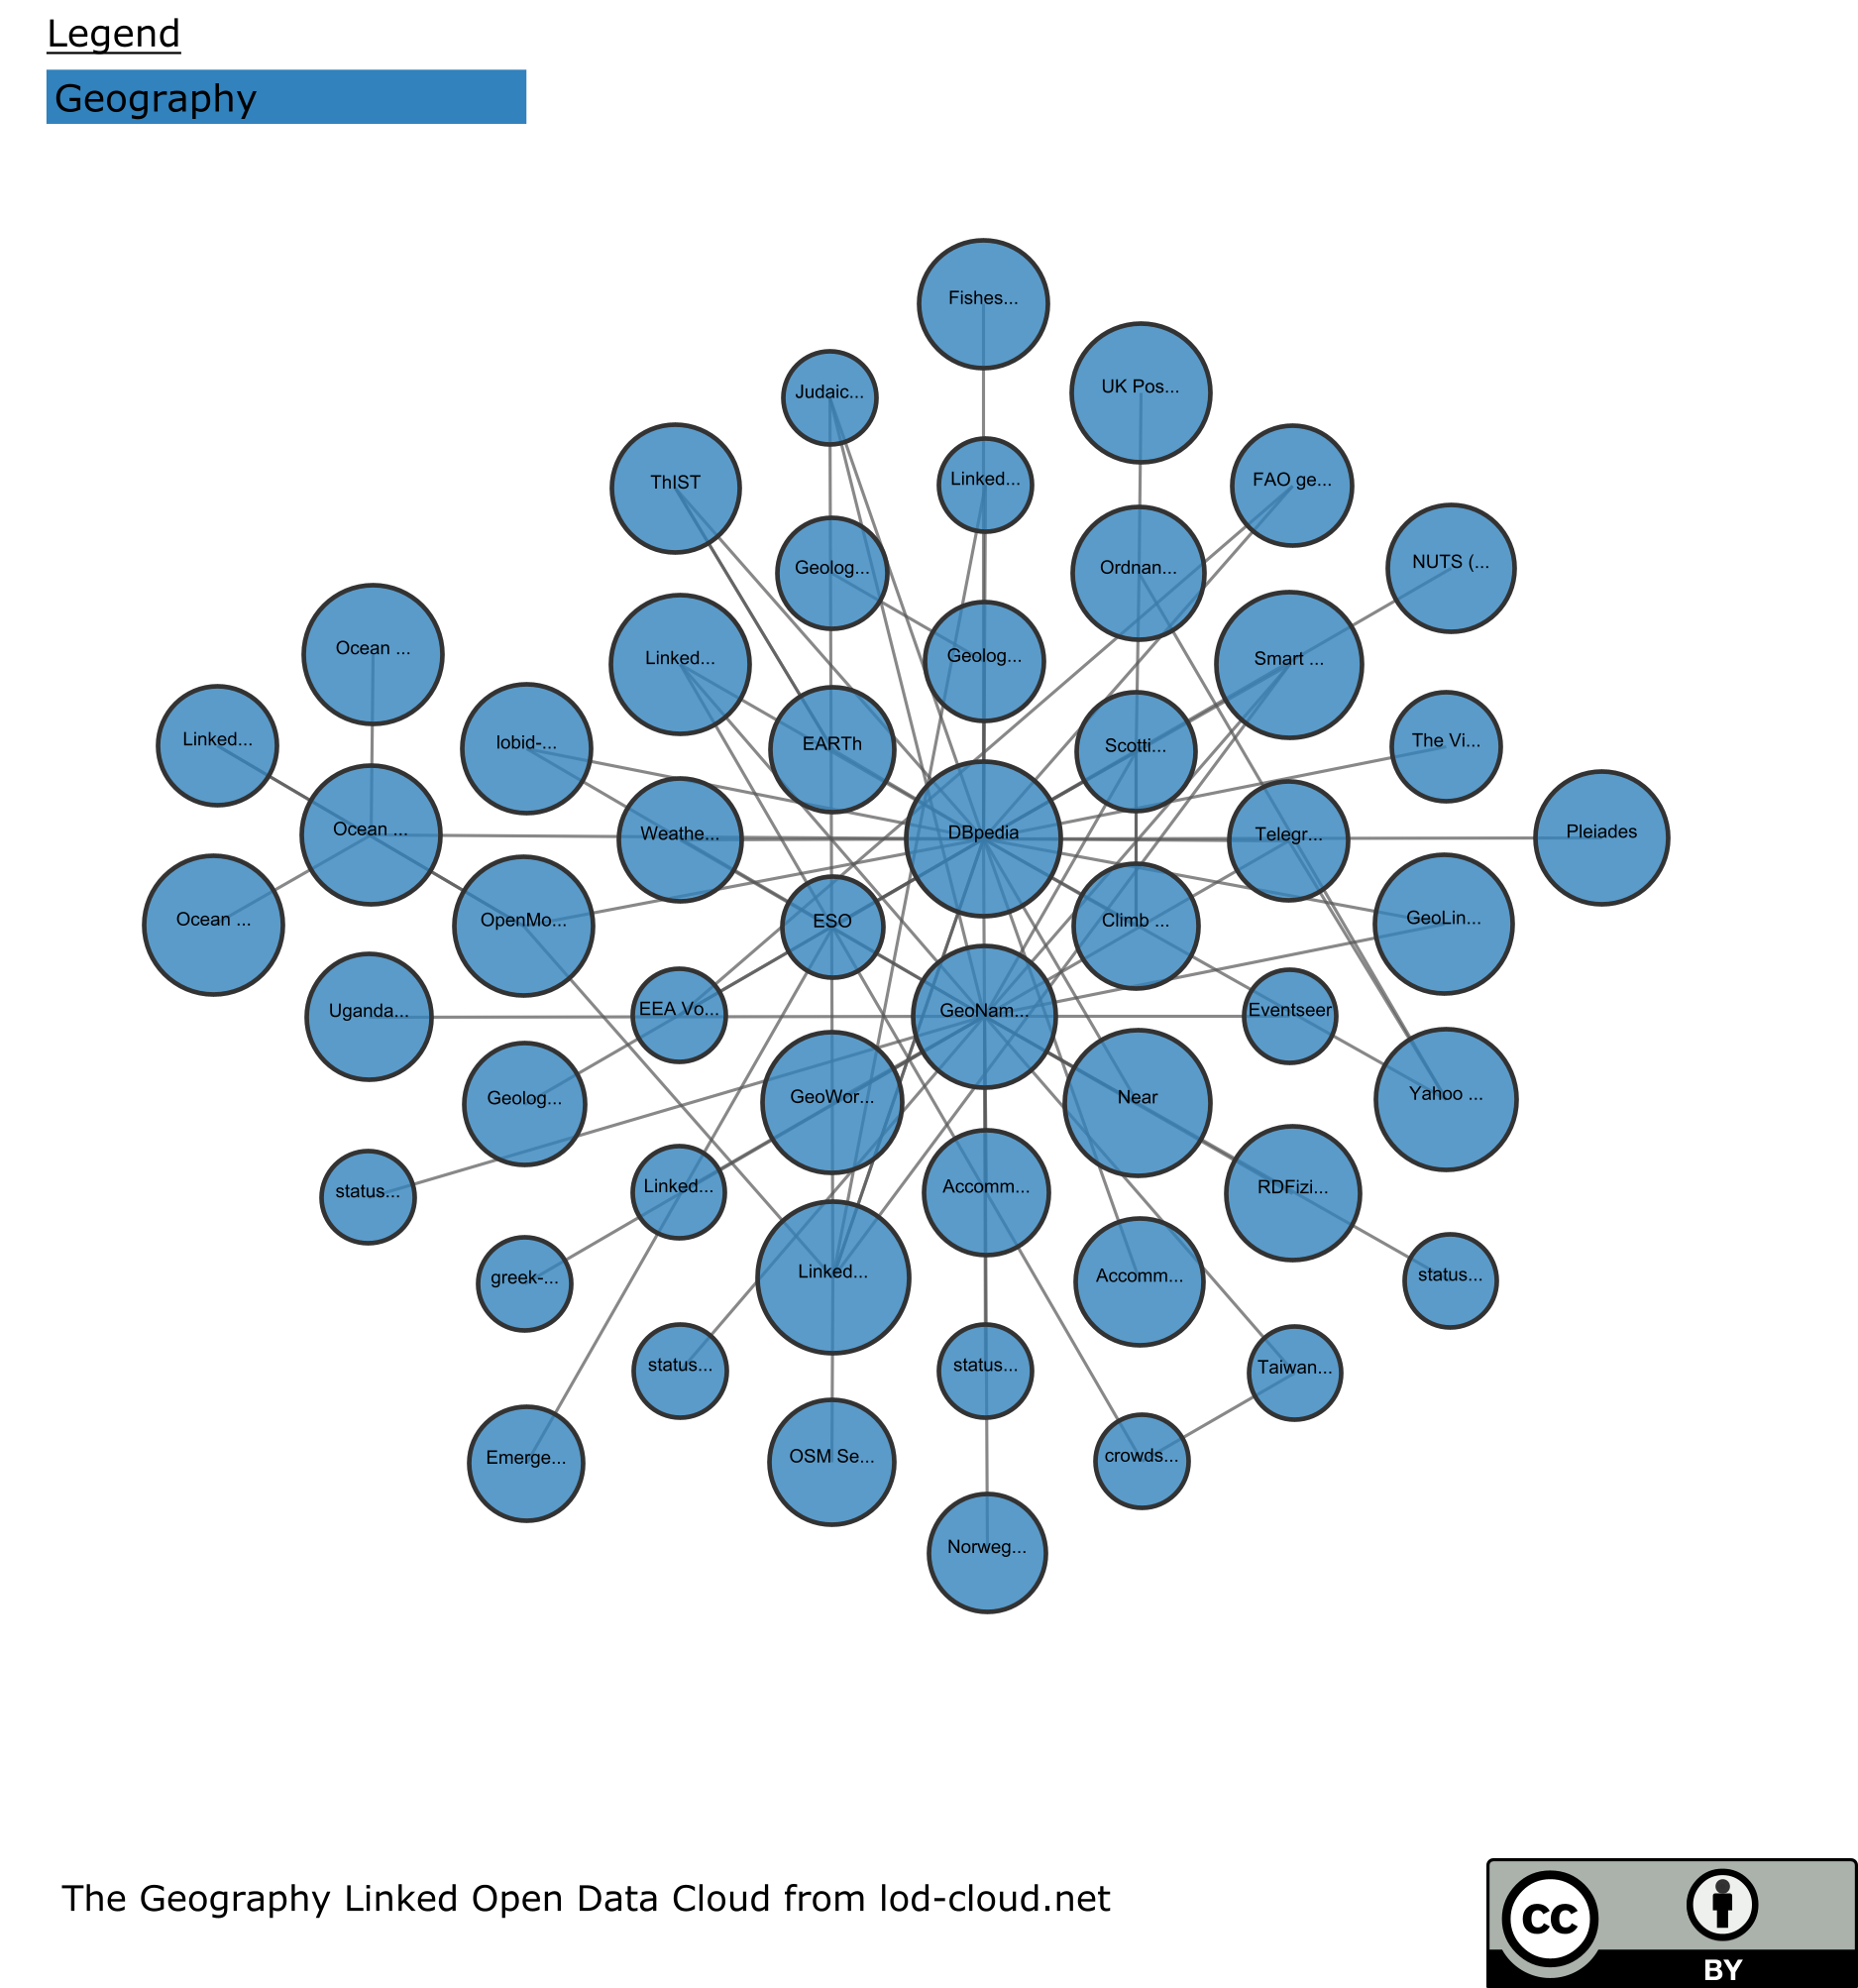 Legend
Geography
Fishes...
UK Pos...
Judaic...
Linked...
FAO ge...
ThIST
Geolog...
Ordnan...
NUTS (...
Ocean ...
Linked...
Geolog...
Smart ...
Linked...
lobid-...
EARTh
Scotti...
The Vi...
Ocean ...
Weathe...
DBpedia
Telegr...
Pleiades
Ocean ...
OpenMo...
ESO
Climb ...
GeoLin...
Uganda...
EEA Vo...
GeoNam...
Eventseer
Geolog...
GeoWor...
Near
Yahoo ...
status...
Linked...
Accomm...
RDFizi...
greek-...
Linked...
Accomm...
status...
status...
status...
Taiwan...
Emerge...
OSM Se...
crowds...
Norweg...
The Geography Linked Open Data Cloud from lod-cloud.net
cc
BY